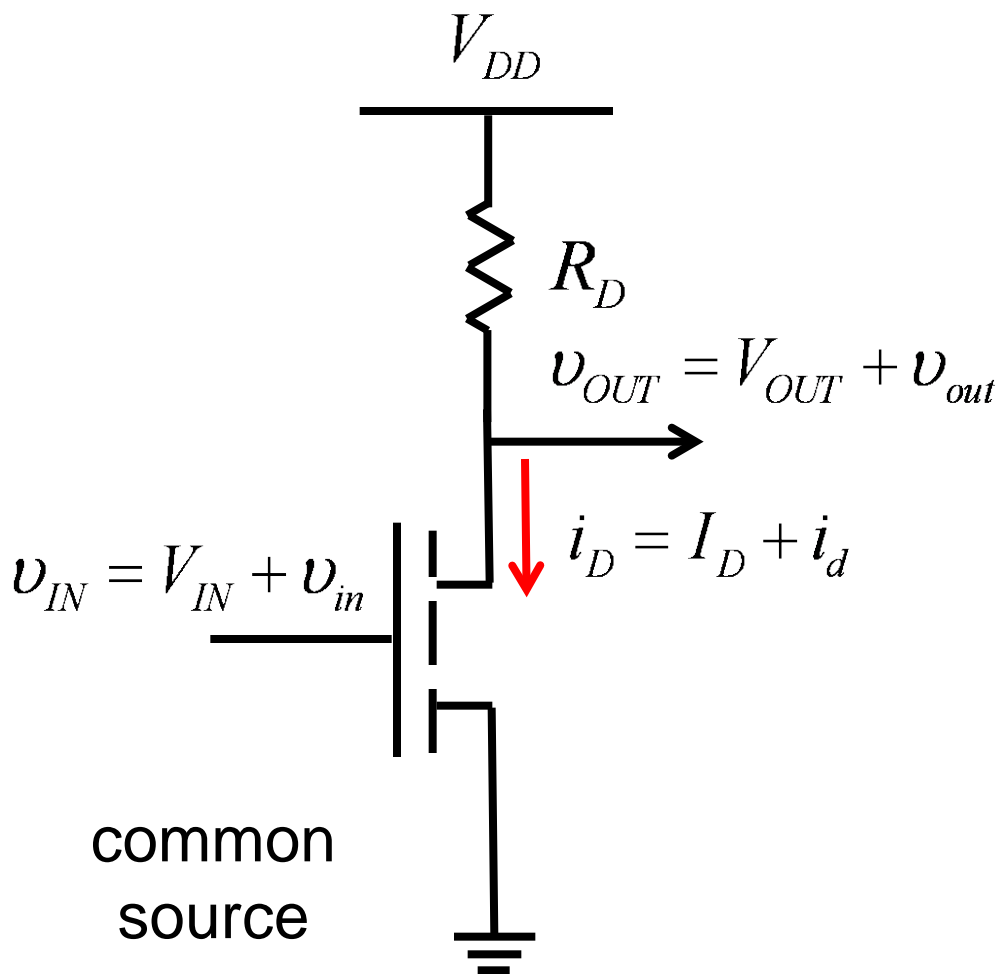 V_DD
R_D
υ_OUT = V_OUT + υ_out
i_D = I_D + i_d
υ_IN = V_IN + υ_in
common
source